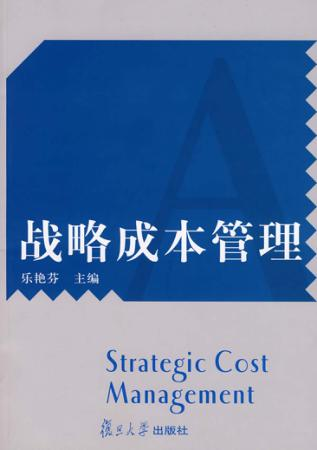 A
战略成本管理
乐艳芬 主编
Strategic Cost
Management
復旦大學出版社